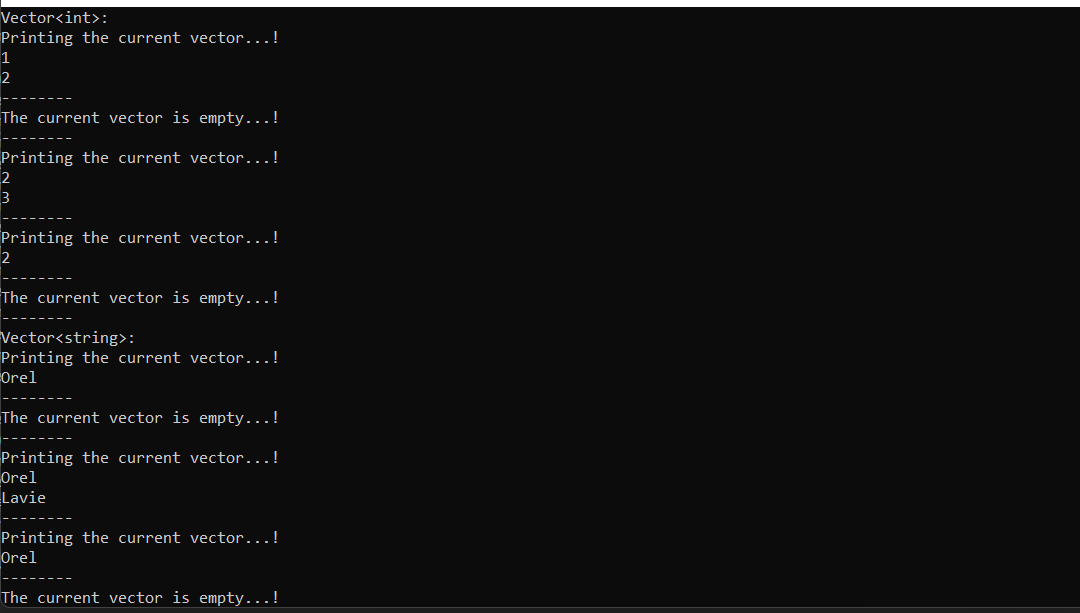 Vector<int>:
Printing the current vector...!
1
2
--------
The current vector is empty...!
--------
Printing the current vector...!
2
3
--------
Printing the current vector...!
2
--------
The current vector is empty...!
--------
Vector<string>:
Printing the current vector...!
Orel
--------
The current vector is empty...!
--------
Printing the current vector...!
Orel
Lavie
--------
Printing the current vector...!
Orel
--------
The current vector is empty...!